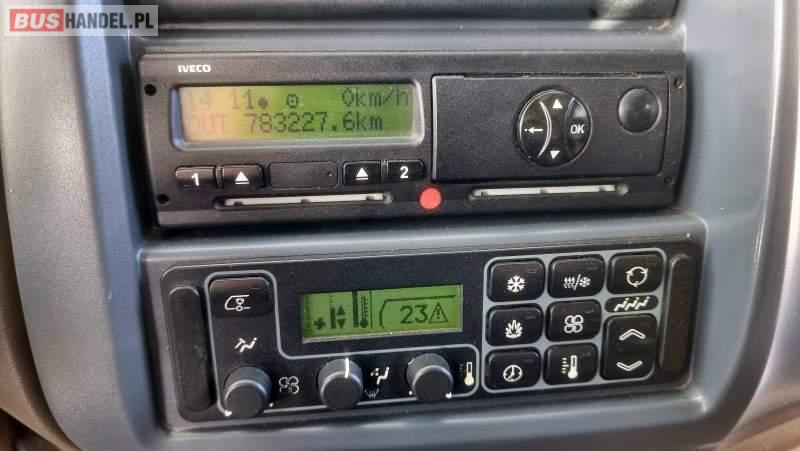 BUSHANDEL.PL
IVECO
14 11 0km/h
OUT 783227.6km
1 2
OK
23